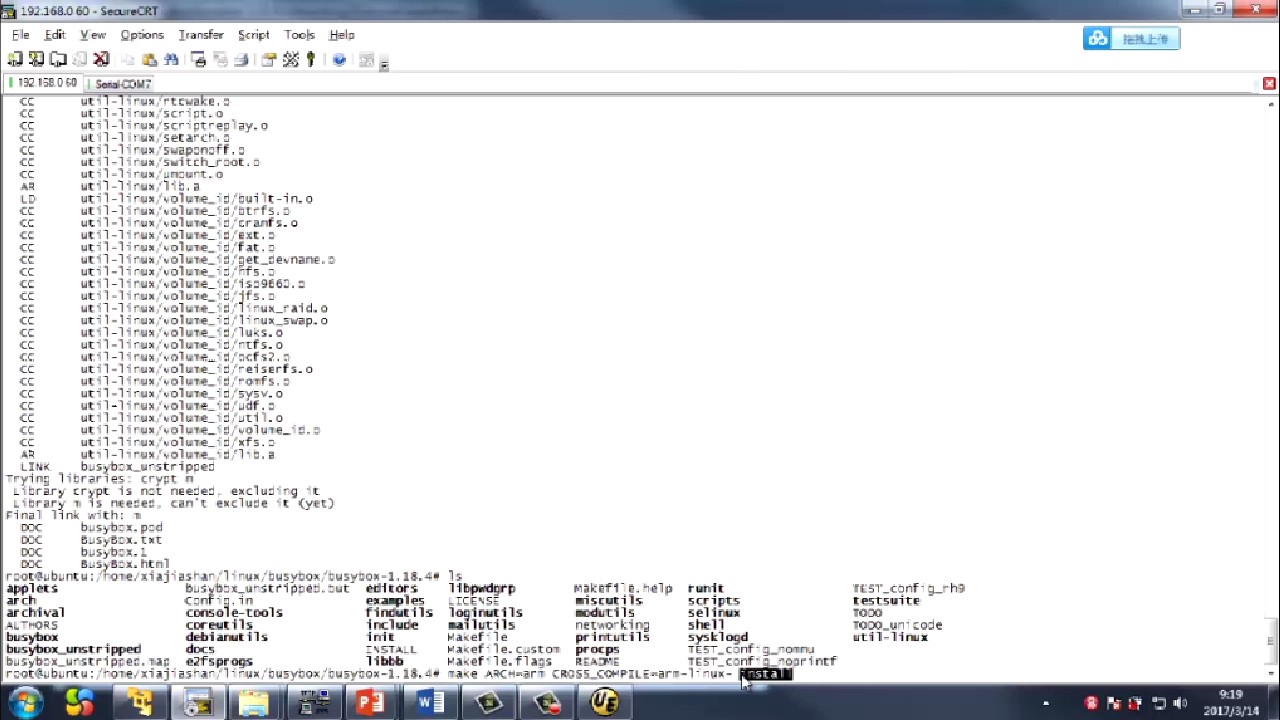 192.168.0.60 - SecureCRT
File Edit View Options Transfer Script Tools Help
拖拽上传
192.168.0.60 Serial-COM7
CC util-linux/rtcwake.o
CC util-linux/script.o
CC util-linux/scriptreplay.o
CC util-linux/setarch.o
CC util-linux/swaponoff.o
CC util-linux/switch_root.o
CC util-linux/umount.o
AR util-linux/lib.a
LD util-linux/volume_id/built-in.o
CC util-linux/volume_id/btrfs.o
CC util-linux/volume_id/cramfs.o
CC util-linux/volume_id/ext.o
CC util-linux/volume_id/fat.o
CC util-linux/volume_id/get_devname.o
CC util-linux/volume_id/hfs.o
CC util-linux/volume_id/iso9660.o
CC util-linux/volume_id/jfs.o
CC util-linux/volume_id/linux_raid.o
CC util-linux/volume_id/linux_swap.o
CC util-linux/volume_id/luks.o
CC util-linux/volume_id/ntfs.o
CC util-linux/volume_id/ocfs2.o
CC util-linux/volume_id/reiserfs.o
CC util-linux/volume_id/romfs.o
CC util-linux/volume_id/sysv.o
CC util-linux/volume_id/udf.o
CC util-linux/volume_id/util.o
CC util-linux/volume_id/volume_id.o
CC util-linux/volume_id/xfs.o
AR util-linux/volume_id/lib.a
LINK busybox_unstripped
Trying libraries: crypt m
Library crypt is not needed, excluding it
Library m is needed, can't exclude it (yet)
Final link with: m
DOC busybox.pod
DOC BusyBox.txt
DOC busybox.1
DOC BusyBox.html
root@ubuntu:/home/xiajiashan/linux/busybox/busybox-1.18.4# ls
applets busybox_unstripped.out editors libpwdgrp Makefile.help runit TEST_config_rh9
arch Config.in examples LICENSE miscutils scripts testsuite
archival console-tools findutils loginutils modutils selinux TODO
AUTHORS coreutils include mailutils networking shell TODO_unicode
busybox debianutils init Makefile printutils sysklogd util-linux
busybox_unstripped docs INSTALL Makefile.custom procps TEST_config_nommu
busybox_unstripped.map e2fsprogs libbb Makefile.flags README TEST_config_noprintf
root@ubuntu:/home/xiajiashan/linux/busybox/busybox-1.18.4# make ARCH=arm CROSS_COMPILE=arm-linux- install
9:19
2017/3/14